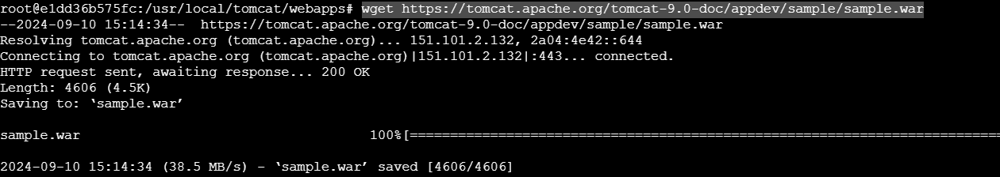 root@e1dd36b575fc:/usr/local/tomcat/webapps# wget https://tomcat.apache.org/tomcat-9.0-doc/appdev/sample/sample.war
--2024-09-10 15:14:34--  https://tomcat.apache.org/tomcat-9.0-doc/appdev/sample/sample.war
Resolving tomcat.apache.org (tomcat.apache.org)... 151.101.2.132, 2a04:4e42::644
Connecting to tomcat.apache.org (tomcat.apache.org)|151.101.2.132|:443... connected.
HTTP request sent, awaiting response... 200 OK
Length: 4606 (4.5K)
Saving to: ‘sample.war’
sample.war 100%[==========================================================================
2024-09-10 15:14:34 (38.5 MB/s) - ‘sample.war’ saved [4606/4606]